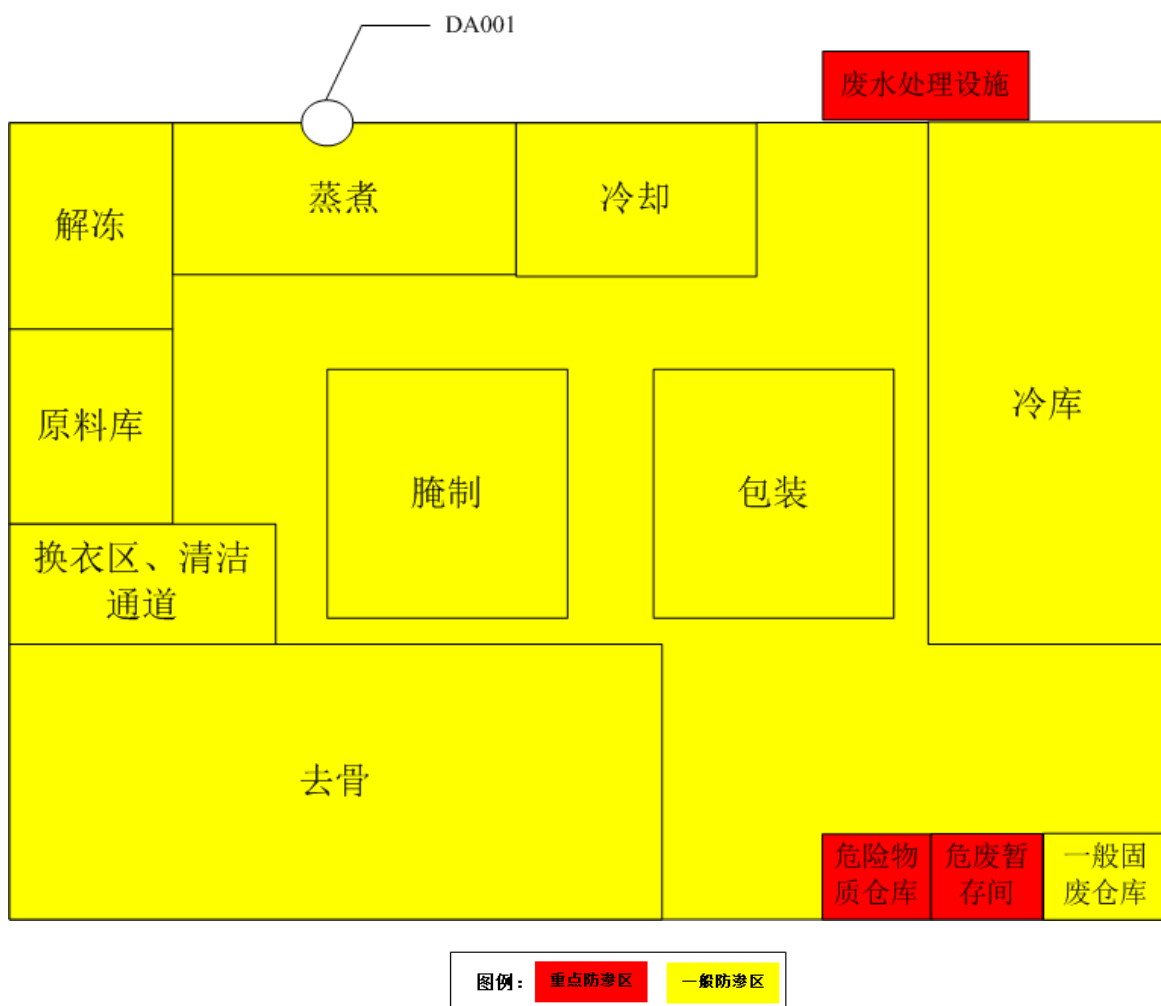 DA001
废水处理设施
解冻
蒸煮
冷却
原料库
冷库
腌制
包装
换衣区、清洁
通道
去骨
危险物
质仓库
危废暂
存间
一般固
废仓库
图例：
重点防渗区
一般防渗区